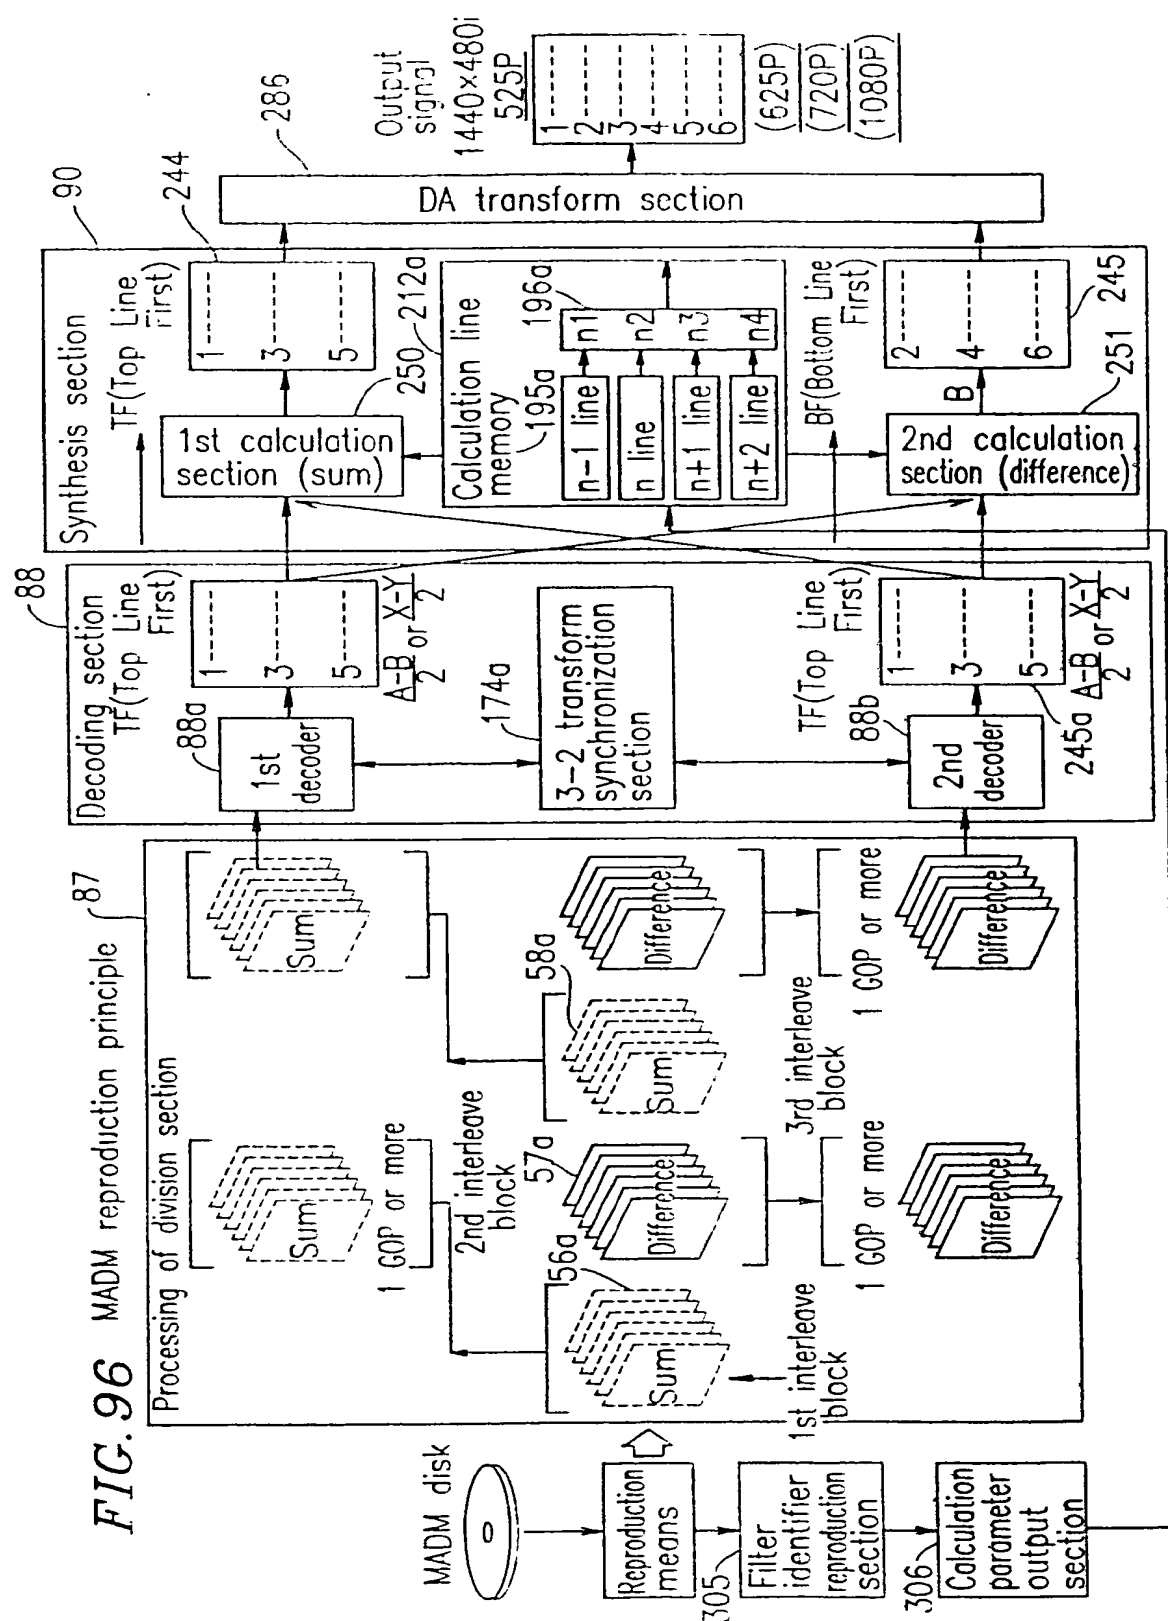 FIG. 96
MADM reproduction principle
MADM disk
Reproduction
means
305
Filter
identifier
reproduction
section
306
Calculation
parameter
output
section
87
Processing of division section
Sum
1 GOP or more
Sum
2nd interleave
block
56a
Sum
1st interleave
block
57a
Difference
58a
Sum
3rd interleave
block
Difference
1 GOP or more
Difference
1 GOP or more
Difference
88
Decoding section
TF(Top Line
First)
88a
1st
decoder
1
3
5
A-B/2 or X-Y/2
174a
3-2 transform
synchronization
section
TF(Top Line
First)
88b
2nd
decoder
1
3
5
245a
A-B/2 or X-Y/2
90
Synthesis section
TF(Top Line
First)
244
1st calculation
section (sum)
250
1
3
5
212a
Calculation line
memory
195a
196a
n-1 line
n line
n+1 line
n+2 line
n1
n2
n3
n4
BF(Bottom Line
First)
2nd calculation
section (difference)
251
B
2
4
6
245
286
DA transform section
Output
signal
1440×480i
525P
1
2
3
4
5
6
(625P)
(720P)
(1080P)